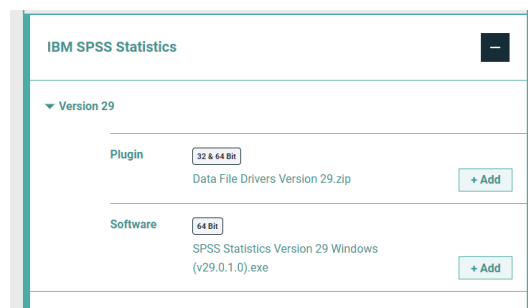 IBM SPSS Statistics
Version 29
Plugin
32 & 64 Bit
Data File Drivers Version 29.zip
+ Add
Software
64 Bit
SPSS Statistics Version 29 Windows
(v29.0.1.0).exe
+ Add